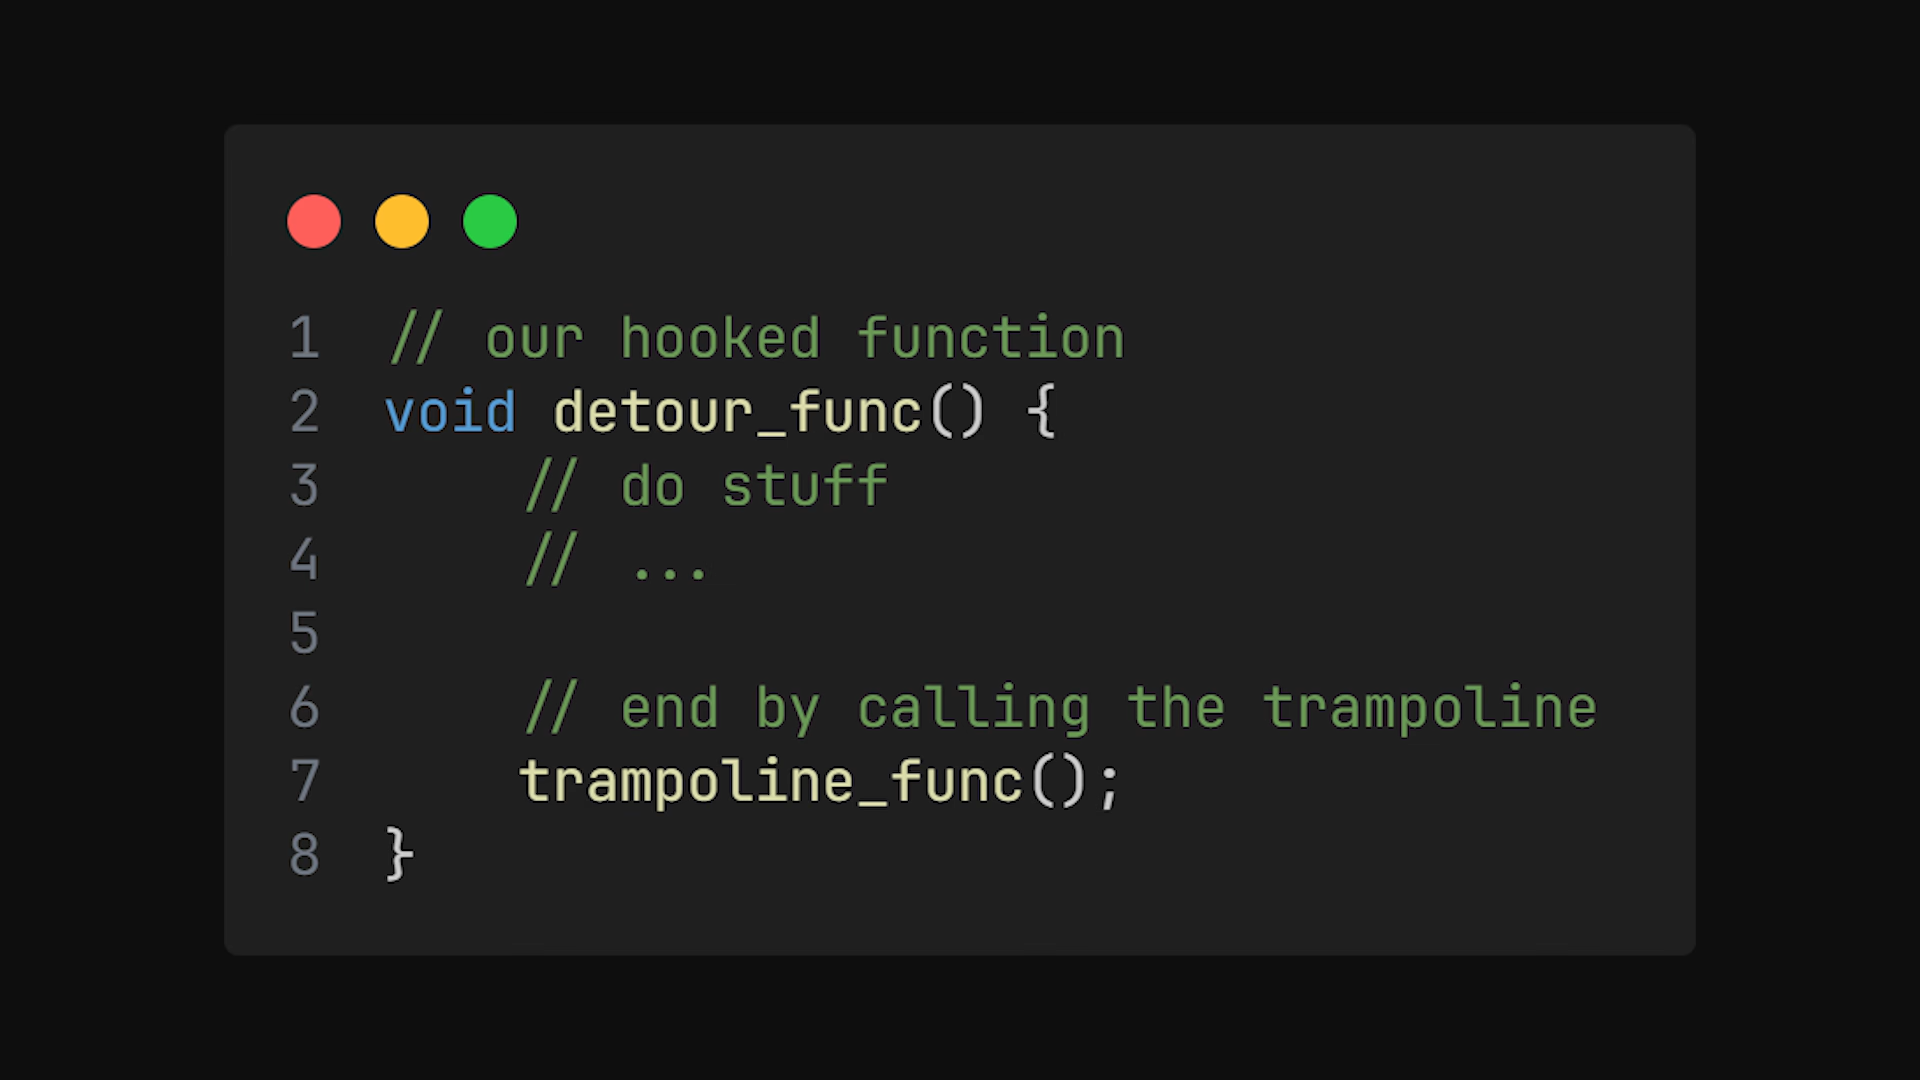 1 // our hooked function
2 void detour_func() {
3     // do stuff
4     // ...
5
6     // end by calling the trampoline
7     trampoline_func();
8 }